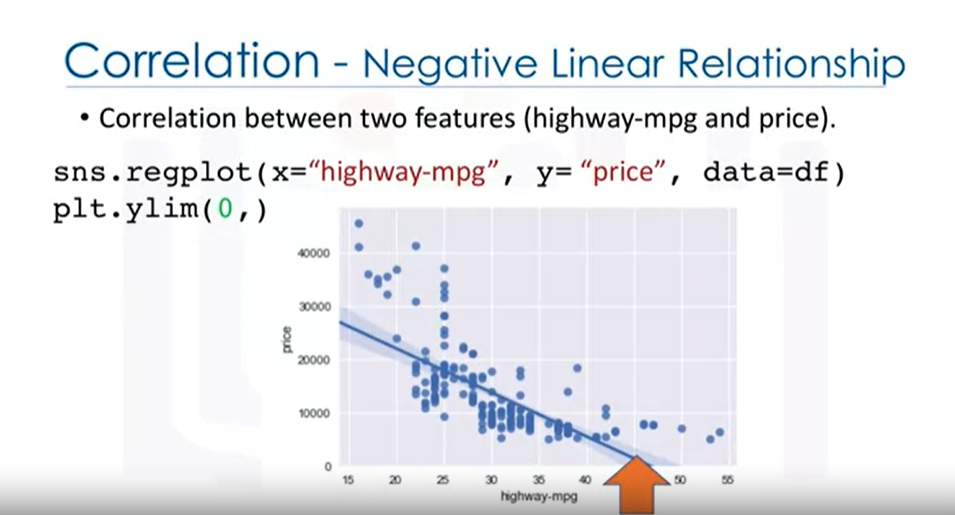 Correlation - Negative Linear Relationship
• Correlation between two features (highway-mpg and price).
sns.regplot(x=“highway-mpg”, y= “price”, data=df)
plt.ylim(0,)
40000
30000
20000
10000
0
price
15 20 25 30 35 40 50 55
highway-mpg